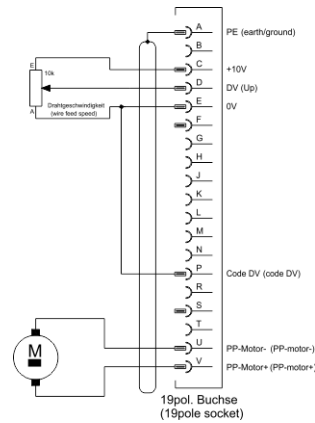 A PE (earth/ground)
B
E C +10V
10k
D DV (Up)
Drahtgeschwindigkeit E 0V
A (wire feed speed)
F
G
H
J
K
L
M
N
P Code DV (code DV)
R
S
T
U PP-Motor- (PP-motor-)
M
V PP-Motor+ (PP-motor+)
19pol. Buchse
(19pole socket)